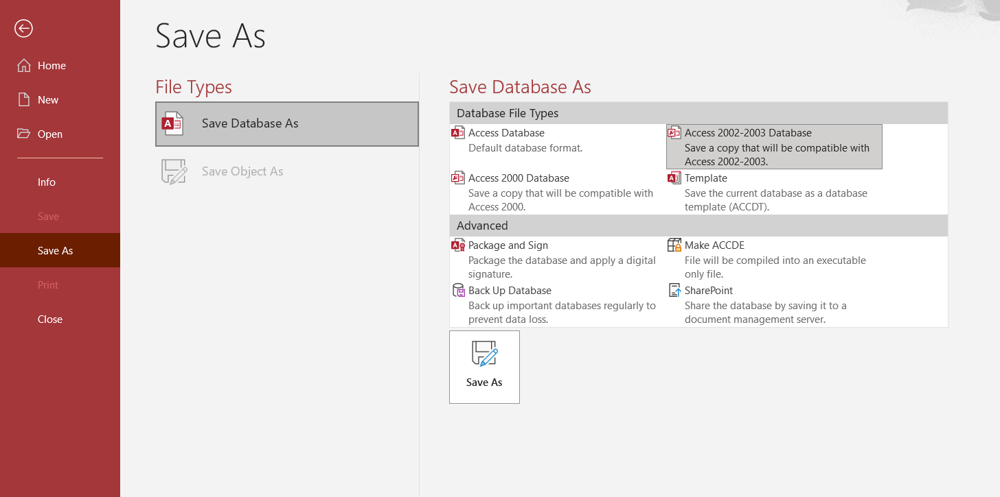 Save As
Home
New
Open
Info
Save
Save As
Print
Close
File Types
Save Database As
Save Object As
Save Database As
Database File Types
Access Database
Default database format.
Access 2002-2003 Database
Save a copy that will be compatible with
Access 2002-2003.
Access 2000 Database
Save a copy that will be compatible with
Access 2000.
Template
Save the current database as a database
template (ACCDT).
Advanced
Package and Sign
Package the database and apply a digital
signature.
Make ACCDE
File will be compiled into an executable
only file.
Back Up Database
Back up important databases regularly to
prevent data loss.
SharePoint
Share the database by saving it to a
document management server.
Save As